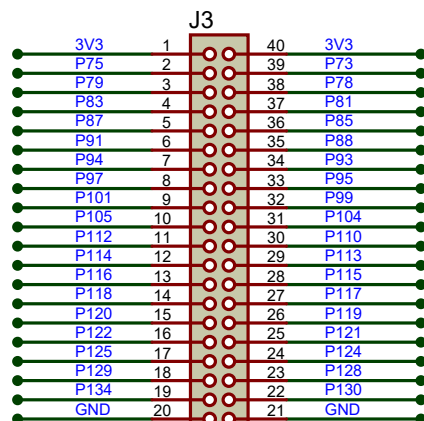 J3
3V3 1 40 3V3
P75 2 39 P73
P79 3 38 P78
P83 4 37 P81
P87 5 36 P85
P91 6 35 P88
P94 7 34 P93
P97 8 33 P95
P101 9 32 P99
P105 10 31 P104
P112 11 30 P110
P114 12 29 P113
P116 13 28 P115
P118 14 27 P117
P120 15 26 P119
P122 16 25 P121
P125 17 24 P124
P129 18 23 P128
P134 19 22 P130
GND 20 21 GND